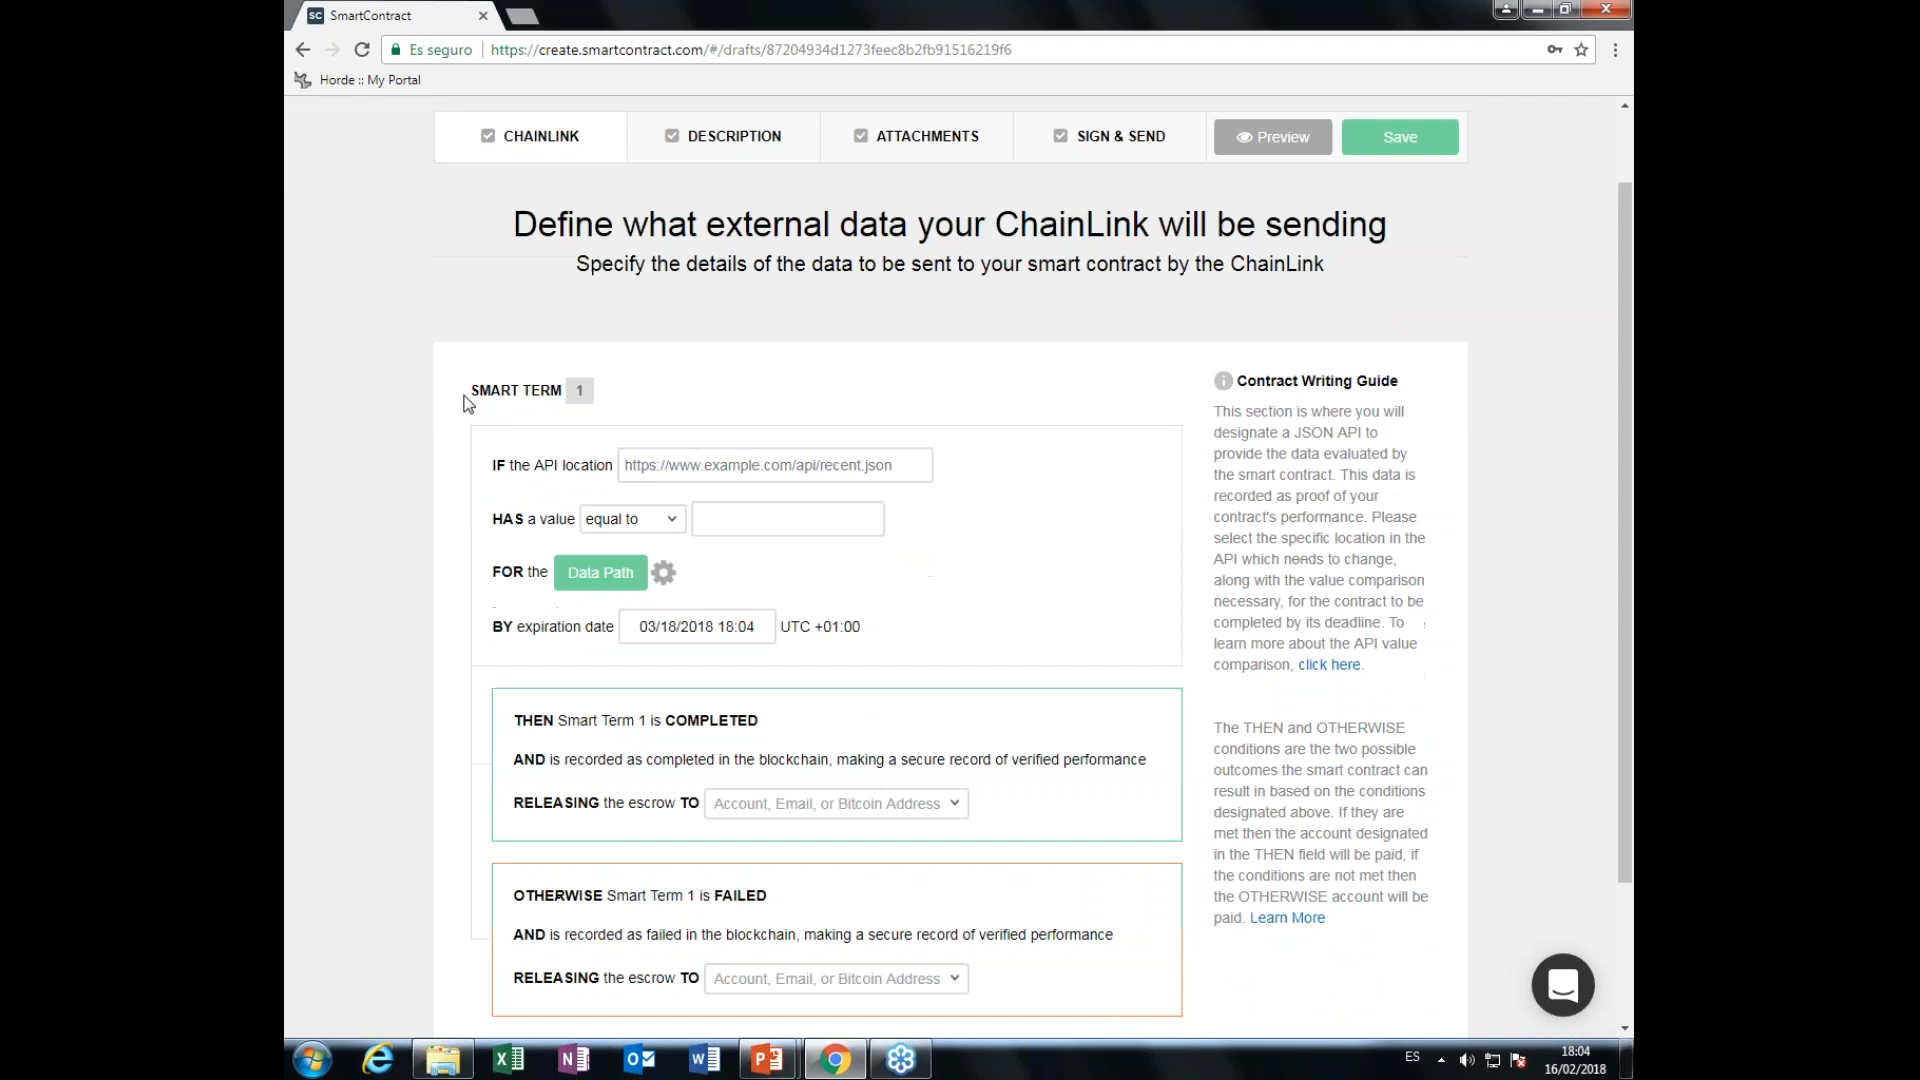 SC SmartContract
Es seguro https://create.smartcontract.com/#/drafts/87204934d1273feec8b2fb91516219f6
Horde :: My Portal
CHAINLINK DESCRIPTION ATTACHMENTS SIGN & SEND Preview Save
Define what external data your ChainLink will be sending
Specify the details of the data to be sent to your smart contract by the ChainLink
SMART TERM 1
IF the API location https://www.example.com/api/recent.json
HAS a value equal to
FOR the Data Path
BY expiration date 03/18/2018 18:04 UTC +01:00
THEN Smart Term 1 is COMPLETED
AND is recorded as completed in the blockchain, making a secure record of verified performance
RELEASING the escrow TO Account, Email, or Bitcoin Address
OTHERWISE Smart Term 1 is FAILED
AND is recorded as failed in the blockchain, making a secure record of verified performance
RELEASING the escrow TO Account, Email, or Bitcoin Address
Contract Writing Guide
This section is where you will
designate a JSON API to
provide the data evaluated by
the smart contract. This data is
recorded as proof of your
contract's performance. Please
select the specific location in the
API which needs to change,
along with the value comparison
necessary, for the contract to be
completed by its deadline. To
learn more about the API value
comparison, click here.
The THEN and OTHERWISE
conditions are the two possible
outcomes the smart contract can
result in based on the conditions
designated above. If they are
met then the account designated
in the THEN field will be paid, if
the conditions are not met then
the OTHERWISE account will be
paid. Learn More
ES
18:04
16/02/2018